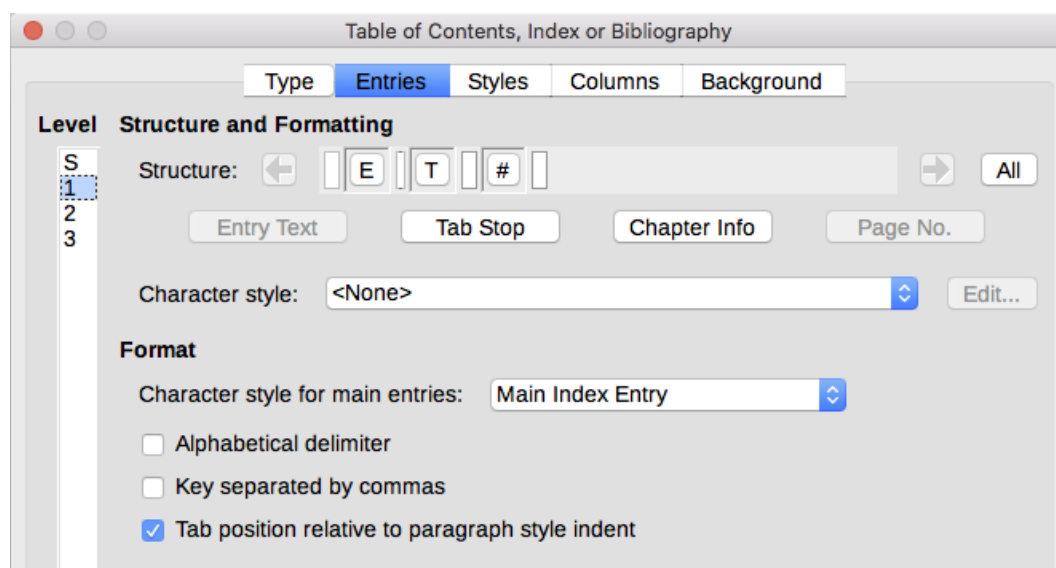 Table of Contents, Index or Bibliography
Type Entries Styles Columns Background
Level Structure and Formatting
S
1
2
3
Structure: E T # All
Entry Text Tab Stop Chapter Info Page No.
Character style: <None> Edit...
Format
Character style for main entries: Main Index Entry
Alphabetical delimiter
Key separated by commas
Tab position relative to paragraph style indent